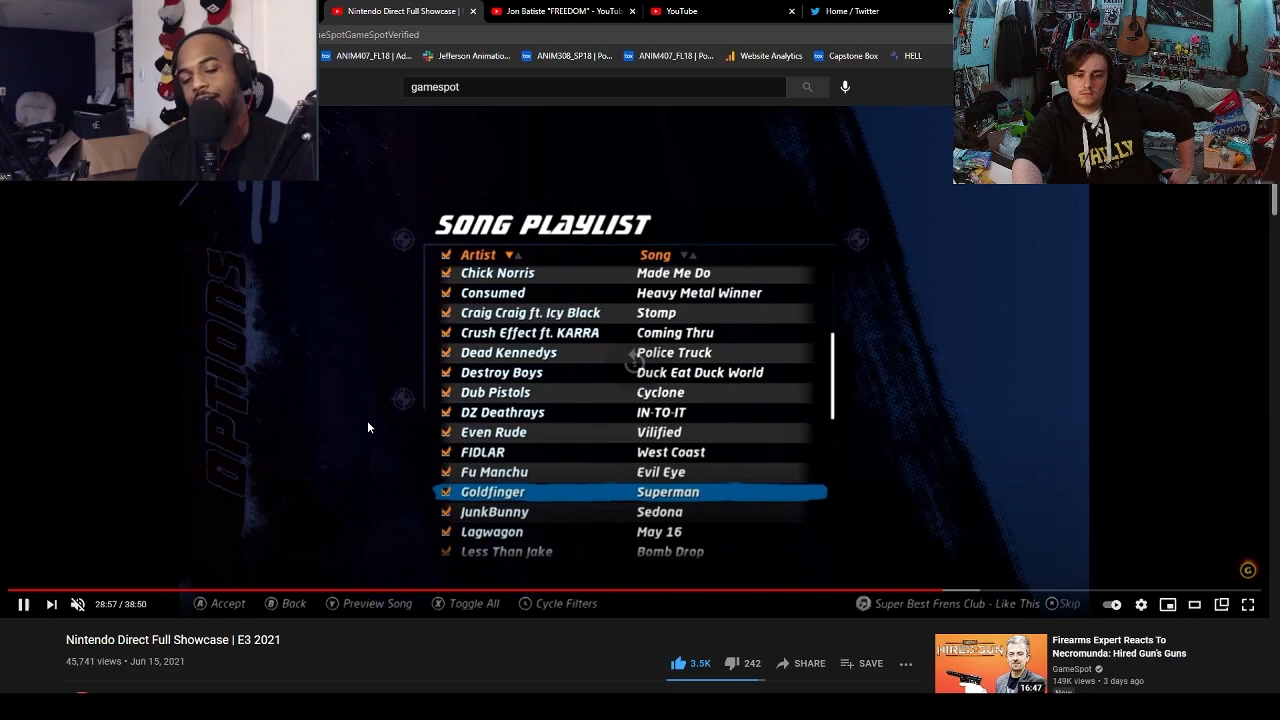 Nintendo Direct Full Showcase |
Jon Batiste "FREEDOM" - YouTub
YouTube
Home / Twitter
eSpotGameSpotVerified
ANIM407_FL18 | Ad...
Jefferson Animatio...
ANIM308_SP18 | Po...
ANIM407_FL18 | Po...
Website Analytics
Capstone Box
HELL
gamespot
PHILLY
OPTIONS
SONG PLAYLIST
Artist Song
Chick Norris Made Me Do
Consumed Heavy Metal Winner
Craig Craig ft. Icy Black Stomp
Crush Effect ft. KARRA Coming Thru
Dead Kennedys Police Truck
Destroy Boys Duck Eat Duck World
Dub Pistols Cyclone
DZ Deathrays IN-TO-IT
Even Rude Vilified
FIDLAR West Coast
Fu Manchu Evil Eye
Goldfinger Superman
JunkBunny Sedona
Lagwagon May 16
Less Than Jake Bomb Drop
28:57 / 38:50
A Accept B Back Y Preview Song X Toggle All L Cycle Filters
Super Best Frens Club - Like This Skip
Nintendo Direct Full Showcase | E3 2021
45,741 views • Jun 15, 2021
3.5K 242 SHARE SAVE ...
HIRED GUN
16:47
Firearms Expert Reacts To
Necromunda: Hired Gun's Guns
GameSpot
149K views • 3 days ago
New